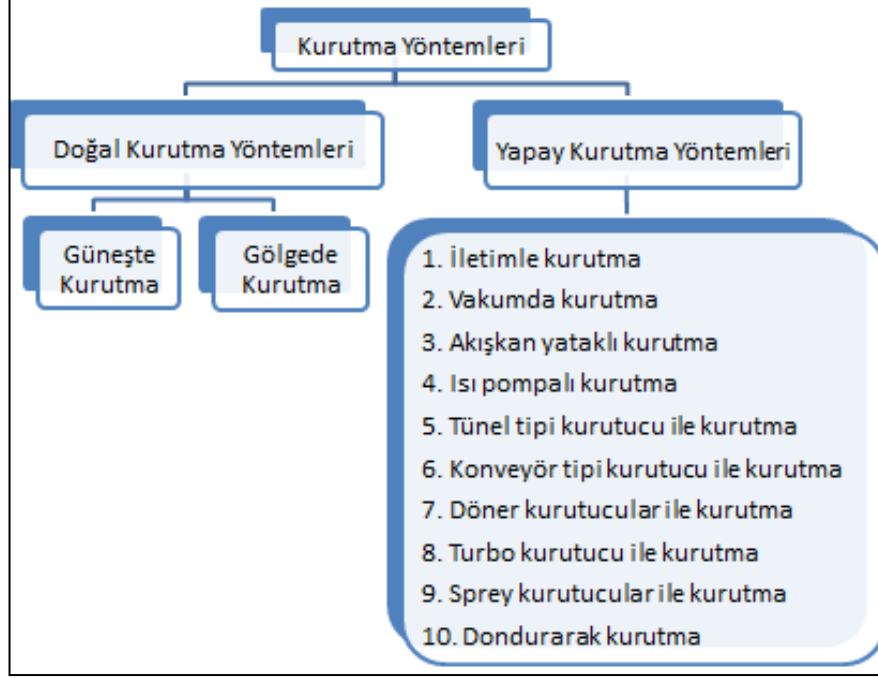 Kurutma Yöntemleri
Doğal Kurutma Yöntemleri
Yapay Kurutma Yöntemleri
Güneşte
Kurutma
Gölgede
Kurutma
1. İletimle kurutma
2. Vakumda kurutma
3. Akışkan yataklı kurutma
4. Isı pompalı kurutma
5. Tünel tipi kurutucu ile kurutma
6. Konveyör tipi kurutucu ile kurutma
7. Döner kurutucular ile kurutma
8. Turbo kurutucu ile kurutma
9. Sprey kurutucular ile kurutma
10. Dondurarak kurutma